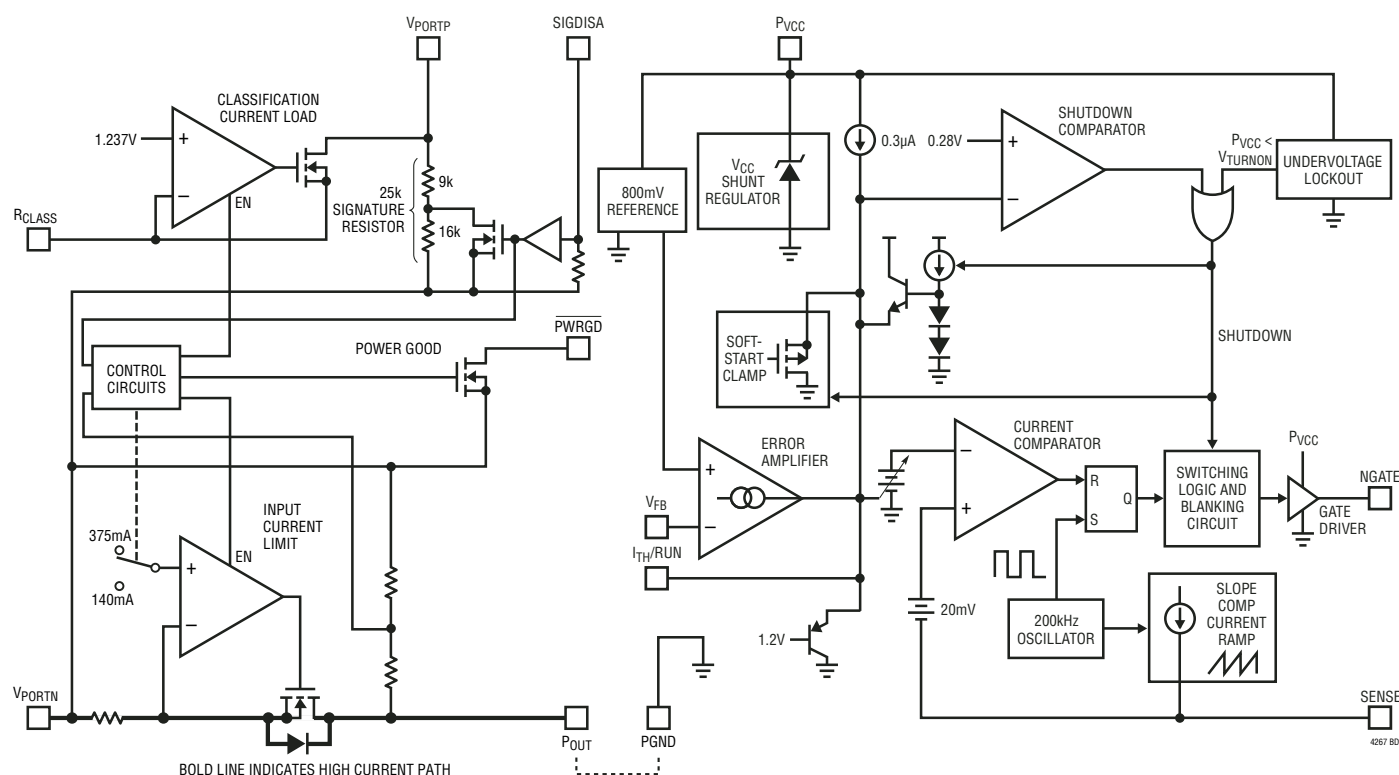 VPORTP
SIGDISA
PVCC
CLASSIFICATION
CURRENT LOAD
1.237V
+
–
EN
RCLASS
25k
SIGNATURE
RESISTOR
9k
16k
800mV
REFERENCE
VCC
SHUNT
REGULATOR
0.3µA
0.28V
+
–
SHUTDOWN
COMPARATOR
PVCC <
VTURNON
UNDERVOLTAGE
LOCKOUT
PWRGD
POWER GOOD
CONTROL
CIRCUITS
SOFT-
START
CLAMP
SHUTDOWN
ERROR
AMPLIFIER
+
–
VFB
ITH/RUN
CURRENT
COMPARATOR
–
+
R
S
Q
SWITCHING
LOGIC AND
BLANKING
CIRCUIT
PVCC
NGATE
GATE
DRIVER
375mA
140mA
INPUT
CURRENT
LIMIT
EN
+
–
20mV
200kHz
OSCILLATOR
SLOPE
COMP
CURRENT
RAMP
1.2V
VPORTN
POUT
PGND
SENSE
4267 BD
BOLD LINE INDICATES HIGH CURRENT PATH